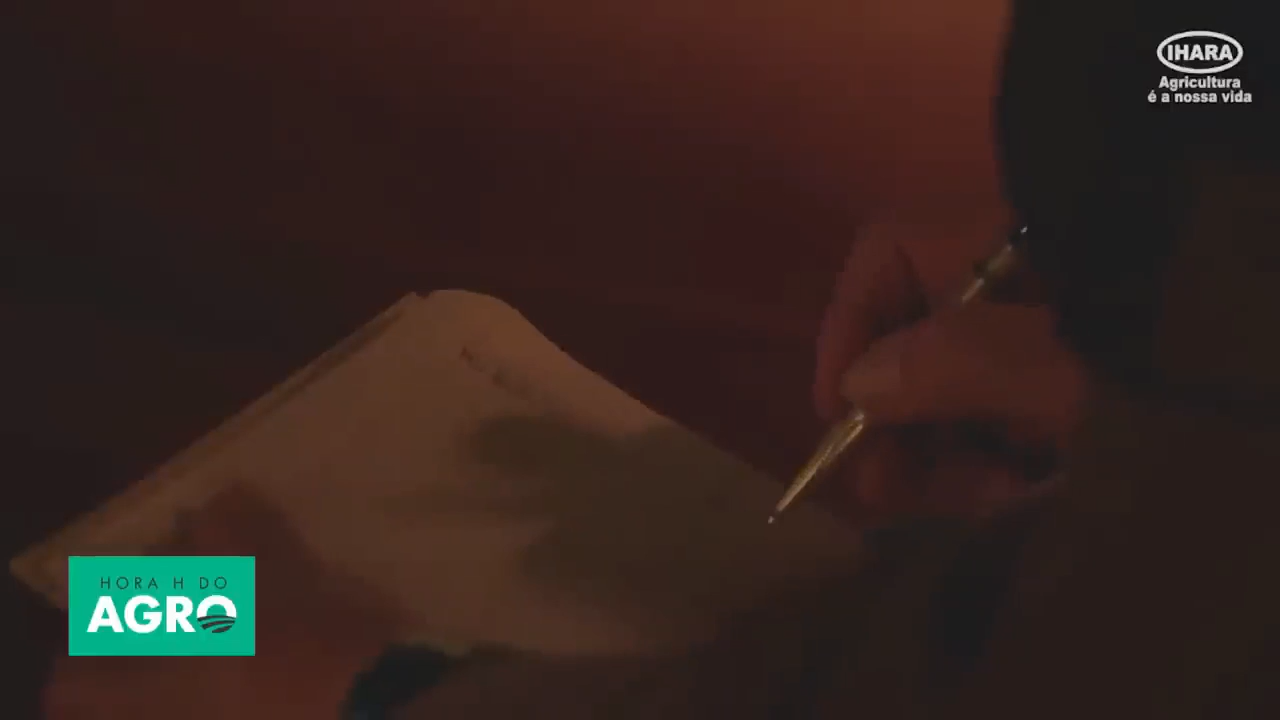 IHARA
Agricultura
é a nossa vida
HORA H DO
AGRO